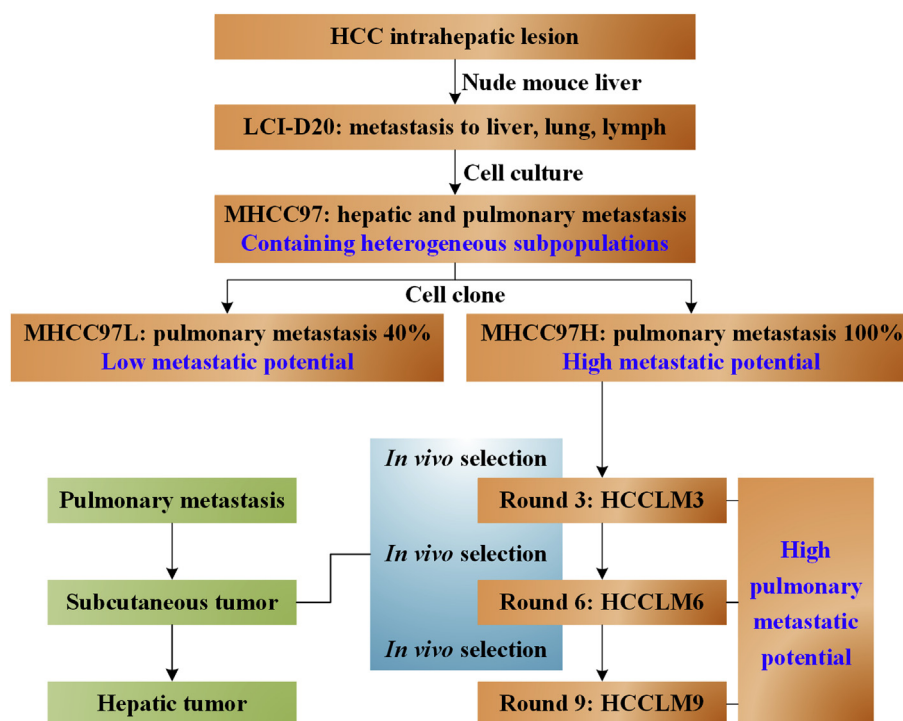 HCC intrahepatic lesion
Nude mouce liver
LCI-D20: metastasis to liver, lung, lymph
Cell culture
MHCC97: hepatic and pulmonary metastasis
Containing heterogeneous subpopulations
Cell clone
MHCC97L: pulmonary metastasis 40%
Low metastatic potential
MHCC97H: pulmonary metastasis 100%
High metastatic potential
In vivo selection
Pulmonary metastasis
Round 3: HCCLM3
In vivo selection
Subcutaneous tumor
Round 6: HCCLM6
In vivo selection
Hepatic tumor
Round 9: HCCLM9
High
pulmonary
metastatic
potential